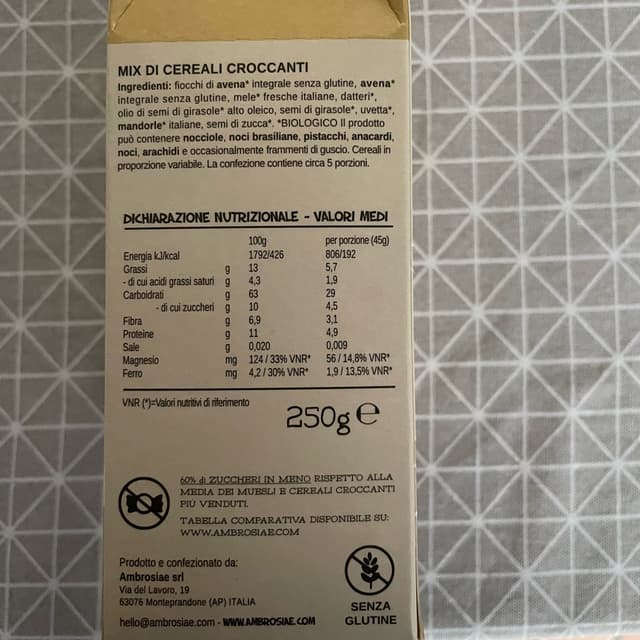 MIX DI CEREALI CROCCANTI
Ingredienti: fiocchi di avena* integrale senza glutine, avena*
integrale senza glutine, mele* fresche italiane, datteri*,
olio di semi di girasole* alto oleico, semi di girasole*, uvetta*,
mandorle* italiane, semi di zucca*. *BIOLOGICO Il prodotto
può contenere nocciole, noci brasiliane, pistacchi, anacardi,
noci, arachidi e occasionalmente frammenti di guscio. Cereali in
proporzione variabile. La confezione contiene circa 5 porzioni.
DICHIARAZIONE NUTRIZIONALE - VALORI MEDI
100g per porzione (45g)
Energia kJ/kcal 1792/426 806/192
Grassi g 13 5,7
- di cui acidi grassi saturi g 4,3 1,9
Carboidrati g 63 29
- di cui zuccheri g 10 4,5
Fibra g 6,9 3,1
Proteine g 11 4,9
Sale g 0,020 0,009
Magnesio mg 124 / 33% VNR* 56 / 14,8% VNR*
Ferro mg 4,2 / 30% VNR* 1,9 / 13,5% VNR*
VNR (*)=Valori nutritivi di riferimento
250g e
60% di ZUCCHERI IN MENO RISPETTO ALLA
MEDIA DEI MUESLI E CEREALI CROCCANTI
PIÙ VENDUTI.
TABELLA COMPARATIVA DISPONIBILE SU:
WWW.AMBROSIAE.COM
Prodotto e confezionato da:
Ambrosiae srl
Via del Lavoro, 19
63076 Monteprandone (AP) ITALIA
hello@ambrosiae.com - WWW.AMBROSIAE.COM
SENZA
GLUTINE